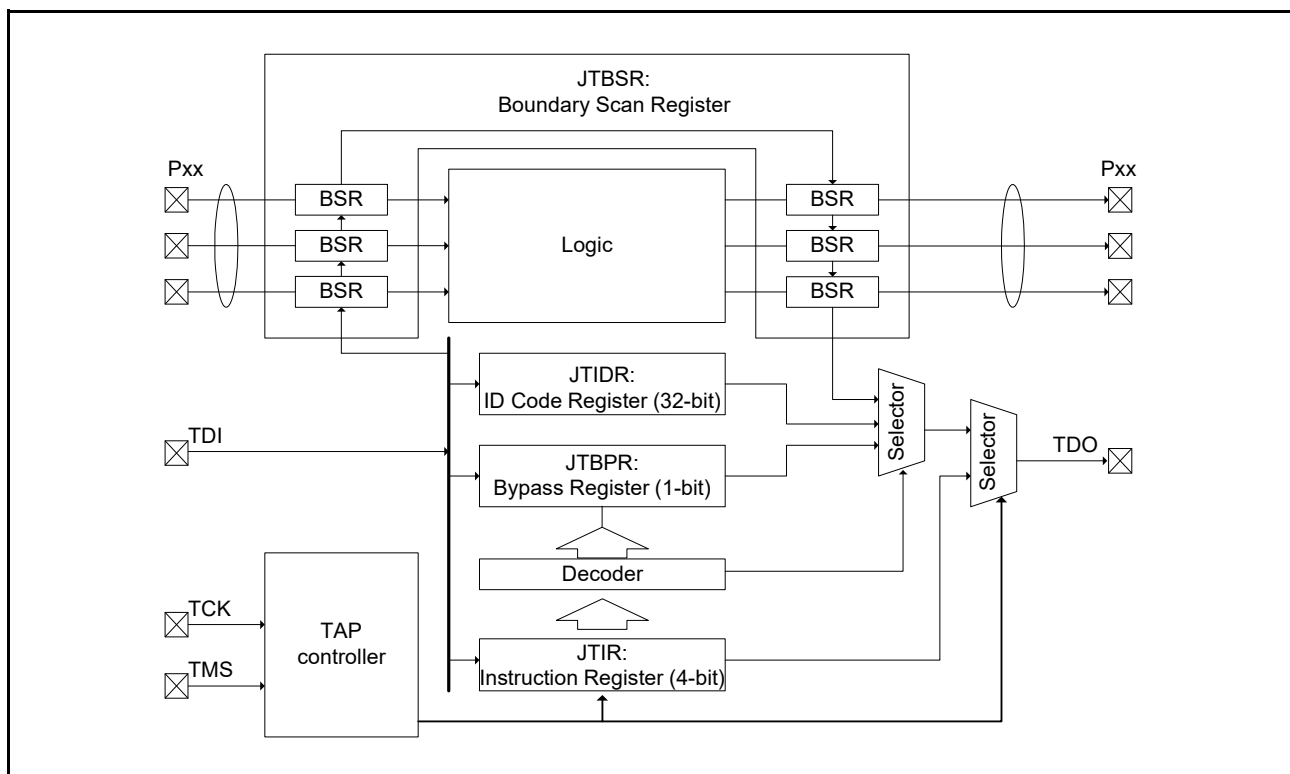 JTBSR:
Boundary Scan Register
Pxx
Pxx
BSR
BSR
BSR
BSR
Logic
BSR
BSR
JTIDR:
ID Code Register (32-bit)
TDI
JTBPR:
Bypass Register (1-bit)
Selector
Selector
TDO
Decoder
TCK
TAP
controller
TMS
JTIR:
Instruction Register (4-bit)